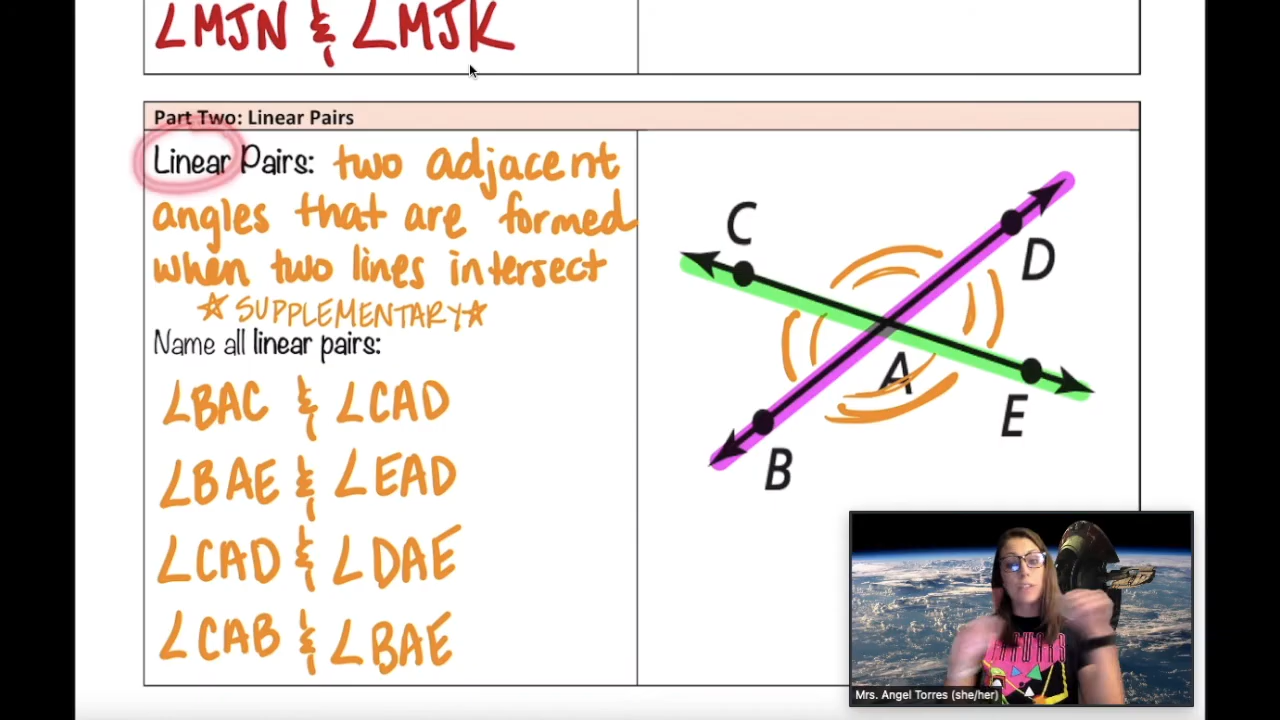 ∠MJN & ∠MJK
Part Two: Linear Pairs
Linear Pairs: two adjacent
angles that are formed
when two lines intersect
☆ SUPPLEMENTARY ☆
Name all linear pairs:
∠BAC & ∠CAD
∠BAE & ∠EAD
∠CAD & ∠DAE
∠CAB & ∠BAE
C
D
A
E
B
Mrs. Angel Torres (she/her)